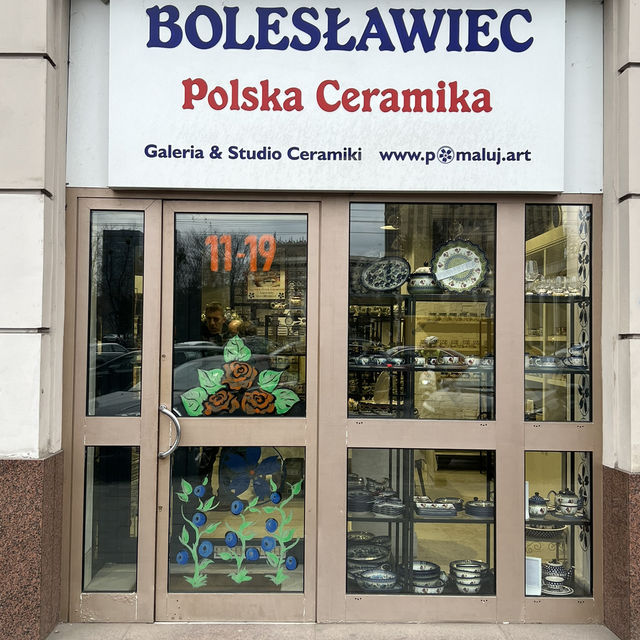 BOLESŁAWIEC
Polska Ceramika
Galeria & Studio Ceramiki www.pomaluj.art
11-19